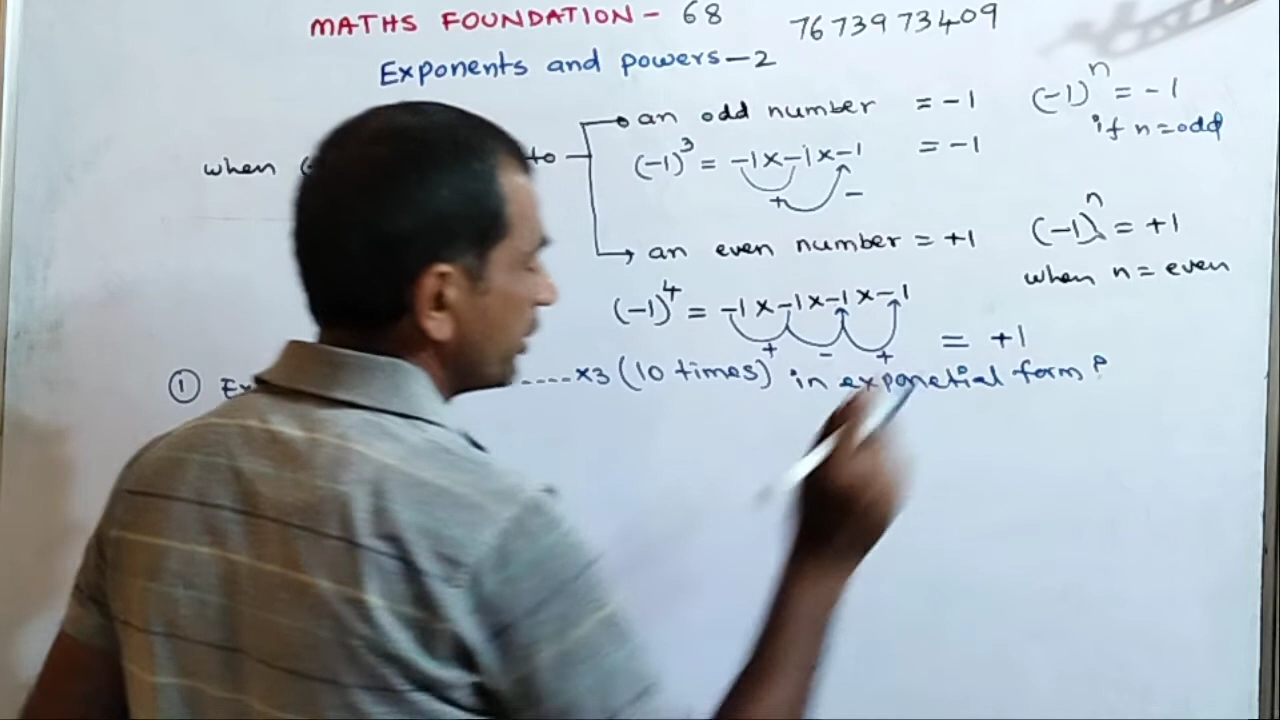 MATHS FOUNDATION - 68 7673973409
Exponents and powers - 2
when ( to
an odd number = -1 (-1)ⁿ = -1
if n = odd
(-1)³ = -1 x -1 x -1 = -1
+ -
an even number = +1 (-1)ⁿ = +1
when n = even
(-1)⁴ = -1 x -1 x -1 x -1
+ - + = +1
① Ex ----x3 (10 times) in exponetial form ?